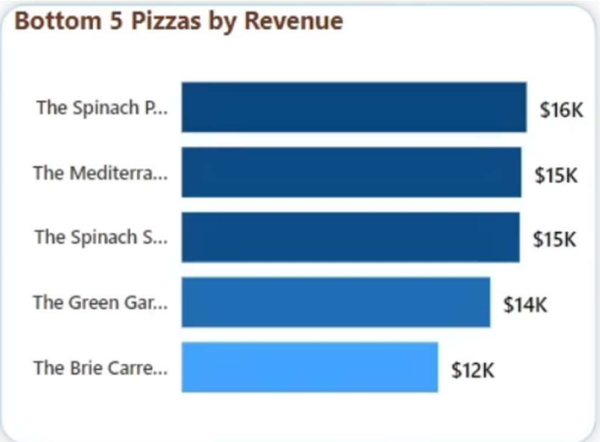 Bottom 5 Pizzas by Revenue
The Spinach P... $16K
The Mediterra... $15K
The Spinach S... $15K
The Green Gar... $14K
The Brie Carre... $12K